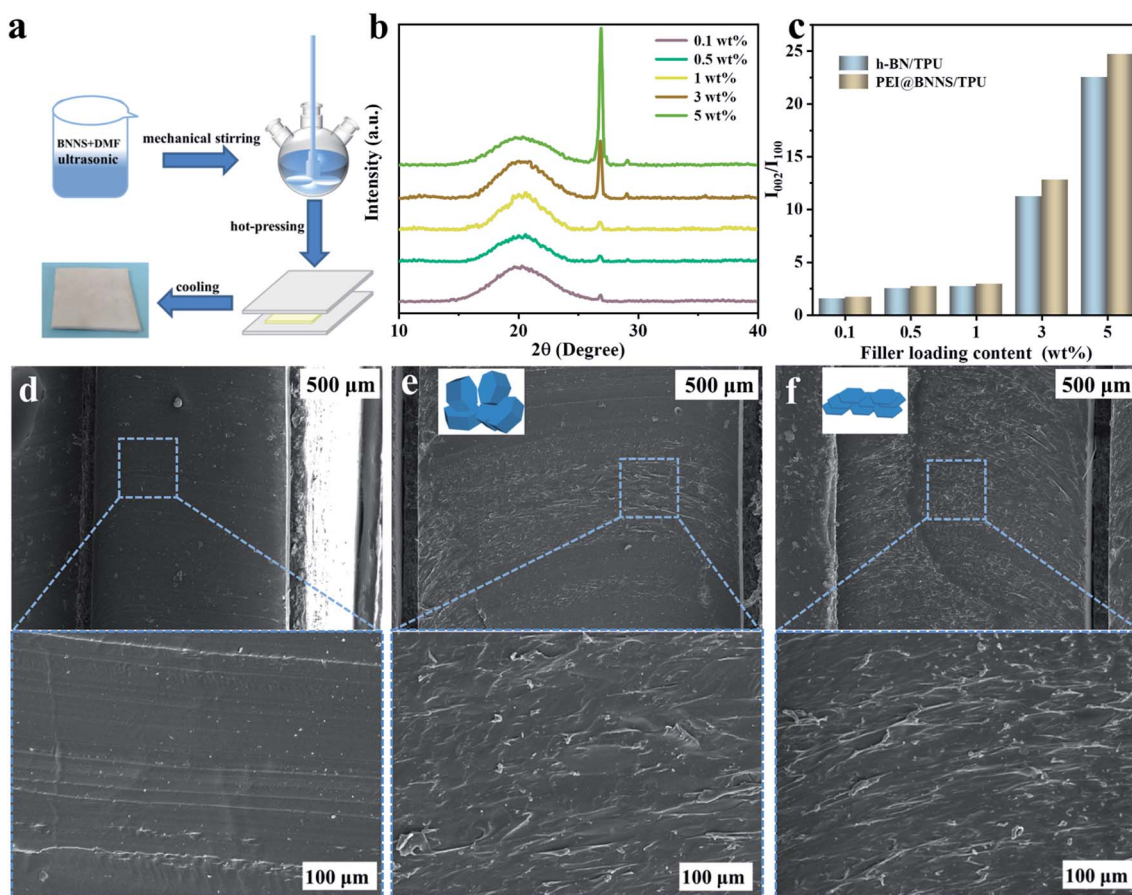 a
BNNS+DMF
ultrasonic
mechanical stirring
hot-pressing
cooling
b
0.1 wt%
0.5 wt%
1 wt%
3 wt%
5 wt%
Intensity (a.u.)
10
20
30
40
2θ (Degree)
c
h-BN/TPU
PEI@BNNS/TPU
I002/I100
25
20
15
10
5
0
0.1
0.5
1
3
5
Filler loading content (wt%)
d
500 μm
e
500 μm
f
500 μm
100 μm
100 μm
100 μm